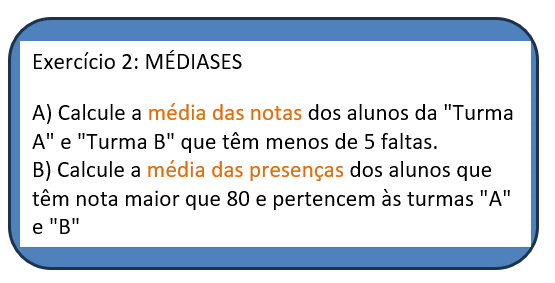 Exercício 2: MÉDIASES
A) Calcule a média das notas dos alunos da "Turma
A" e "Turma B" que têm menos de 5 faltas.
B) Calcule a média das presenças dos alunos que
têm nota maior que 80 e pertencem às turmas "A"
e "B"